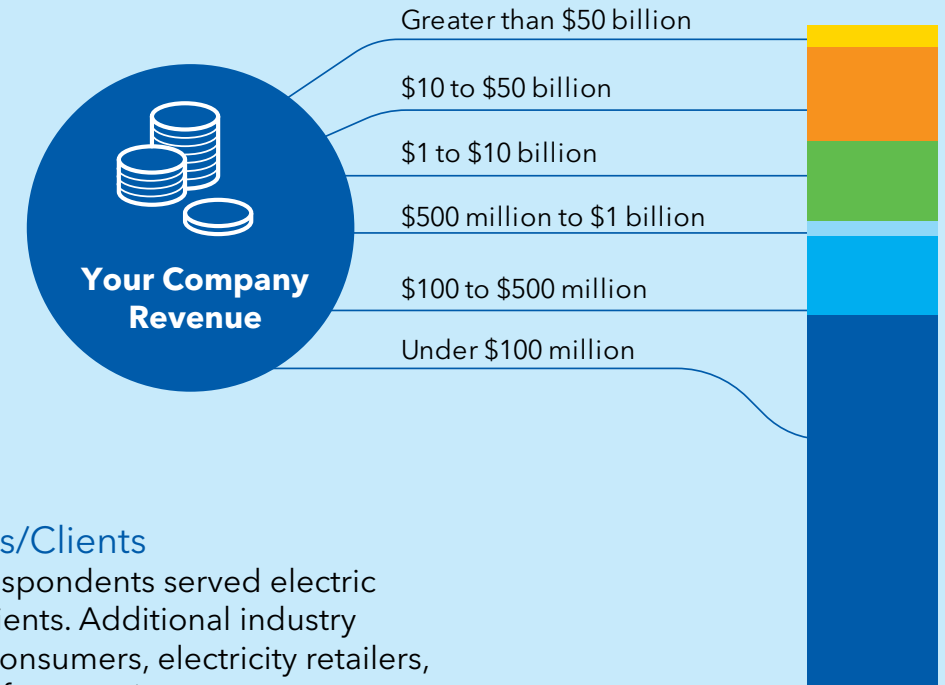 Greater than $50 billion
$10 to $50 billion
$1 to $10 billion
$500 million to $1 billion
$100 to $500 million
Under $100 million
Your Company
Revenue
s/Clients
spondents served electric
ients. Additional industry
onsumers, electricity retailers,